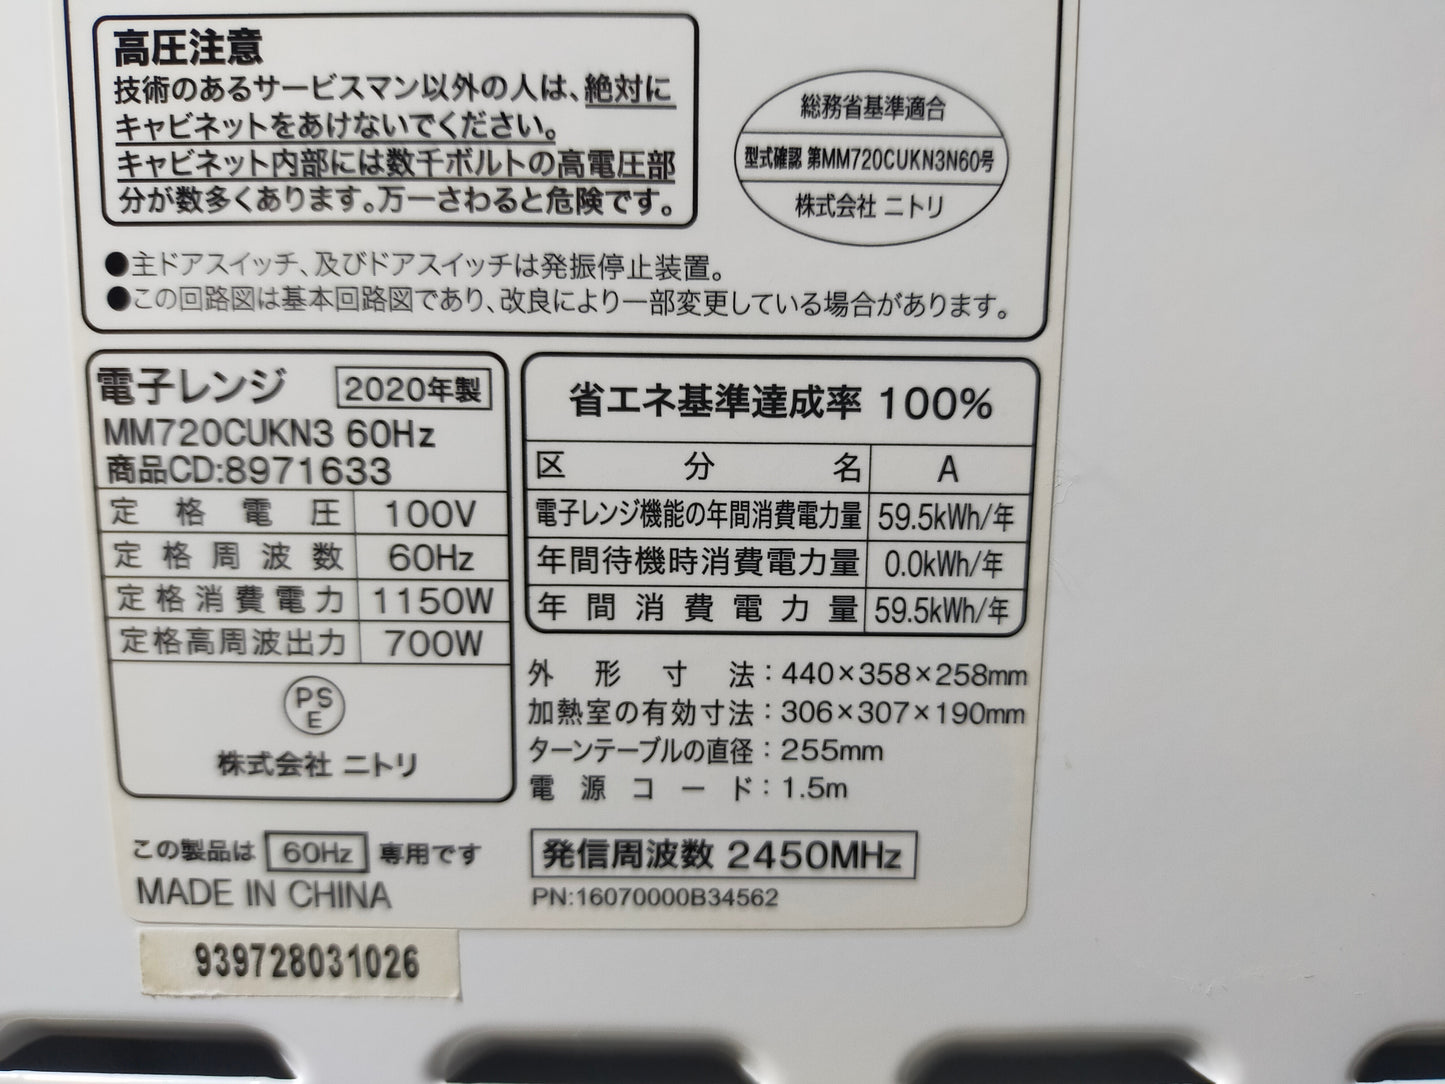 高圧注意
技術のあるサービスマン以外の人は、絶対に
キャビネットをあけないでください。
キャビネット内部には数千ボルトの高電圧部
分が数多くあります。万一さわると危険です。
総務省基準適合
型式確認 第MM720CUKN3N60号
株式会社 ニトリ
●主ドアスイッチ、及びドアスイッチは発振停止装置。
●この回路図は基本回路図であり、改良により一部変更している場合があります。
電子レンジ 2020年製
MM720CUKN3 60Hz
商品CD:8971633
定格電圧 100V
定格周波数 60Hz
定格消費電力 1150W
定格高周波出力 700W
PS
E
株式会社 ニトリ
省エネ基準達成率 100%
区分名 A
電子レンジ機能の年間消費電力量 59.5kWh/年
年間待機時消費電力量 0.0kWh/年
年間消費電力量 59.5kWh/年
外形寸法：440×358×258mm
加熱室の有効寸法：306×307×190mm
ターンテーブルの直径：255mm
電源コード：1.5m
この製品は 60Hz 専用です
MADE IN CHINA
発信周波数 2450MHz
PN:16070000B34562
939728031026